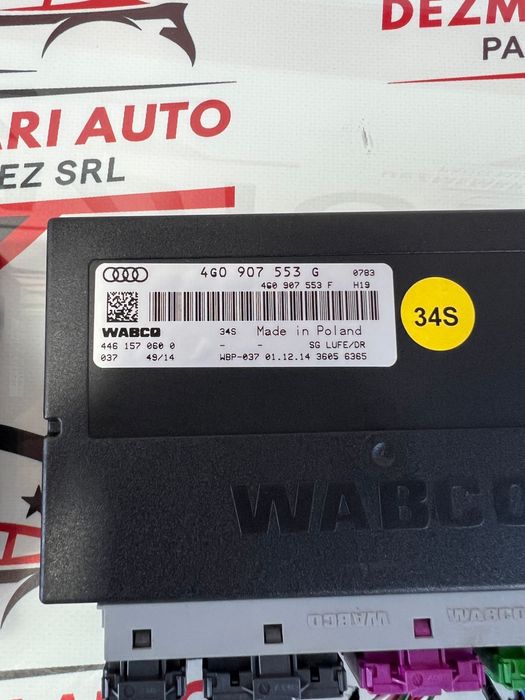 DEZM
PA
ARI AUTO
EZ SRL
4G0 907 553 G 0783
4G0 907 553 F H19
WABCO 34S Made in Poland
446 157 060 0 - - SG LUFE/DR
037 49/14 WBP-037 01.12.14 3605 6365
34S
WABCO
WABCO WABCO